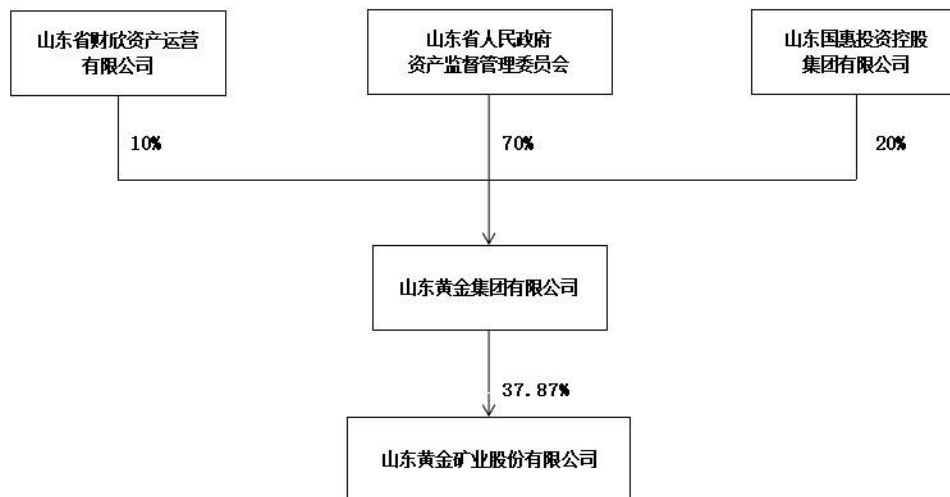 山东省财欣资产运营
有限公司
山东省人民政府
资产监督管理委员会
山东国惠投资控股
集团有限公司
10%
70%
20%
山东黄金集团有限公司
37.87%
山东黄金矿业股份有限公司